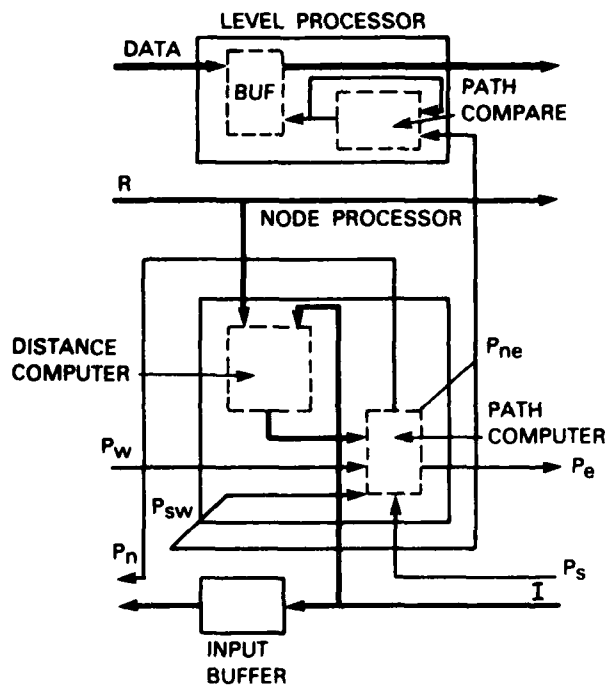 LEVEL PROCESSOR
DATA
BUF
PATH
COMPARE
R
NODE PROCESSOR
DISTANCE
COMPUTER
Pne
PATH
COMPUTER
Pw
Pe
Psw
Pn
Ps
I
INPUT
BUFFER